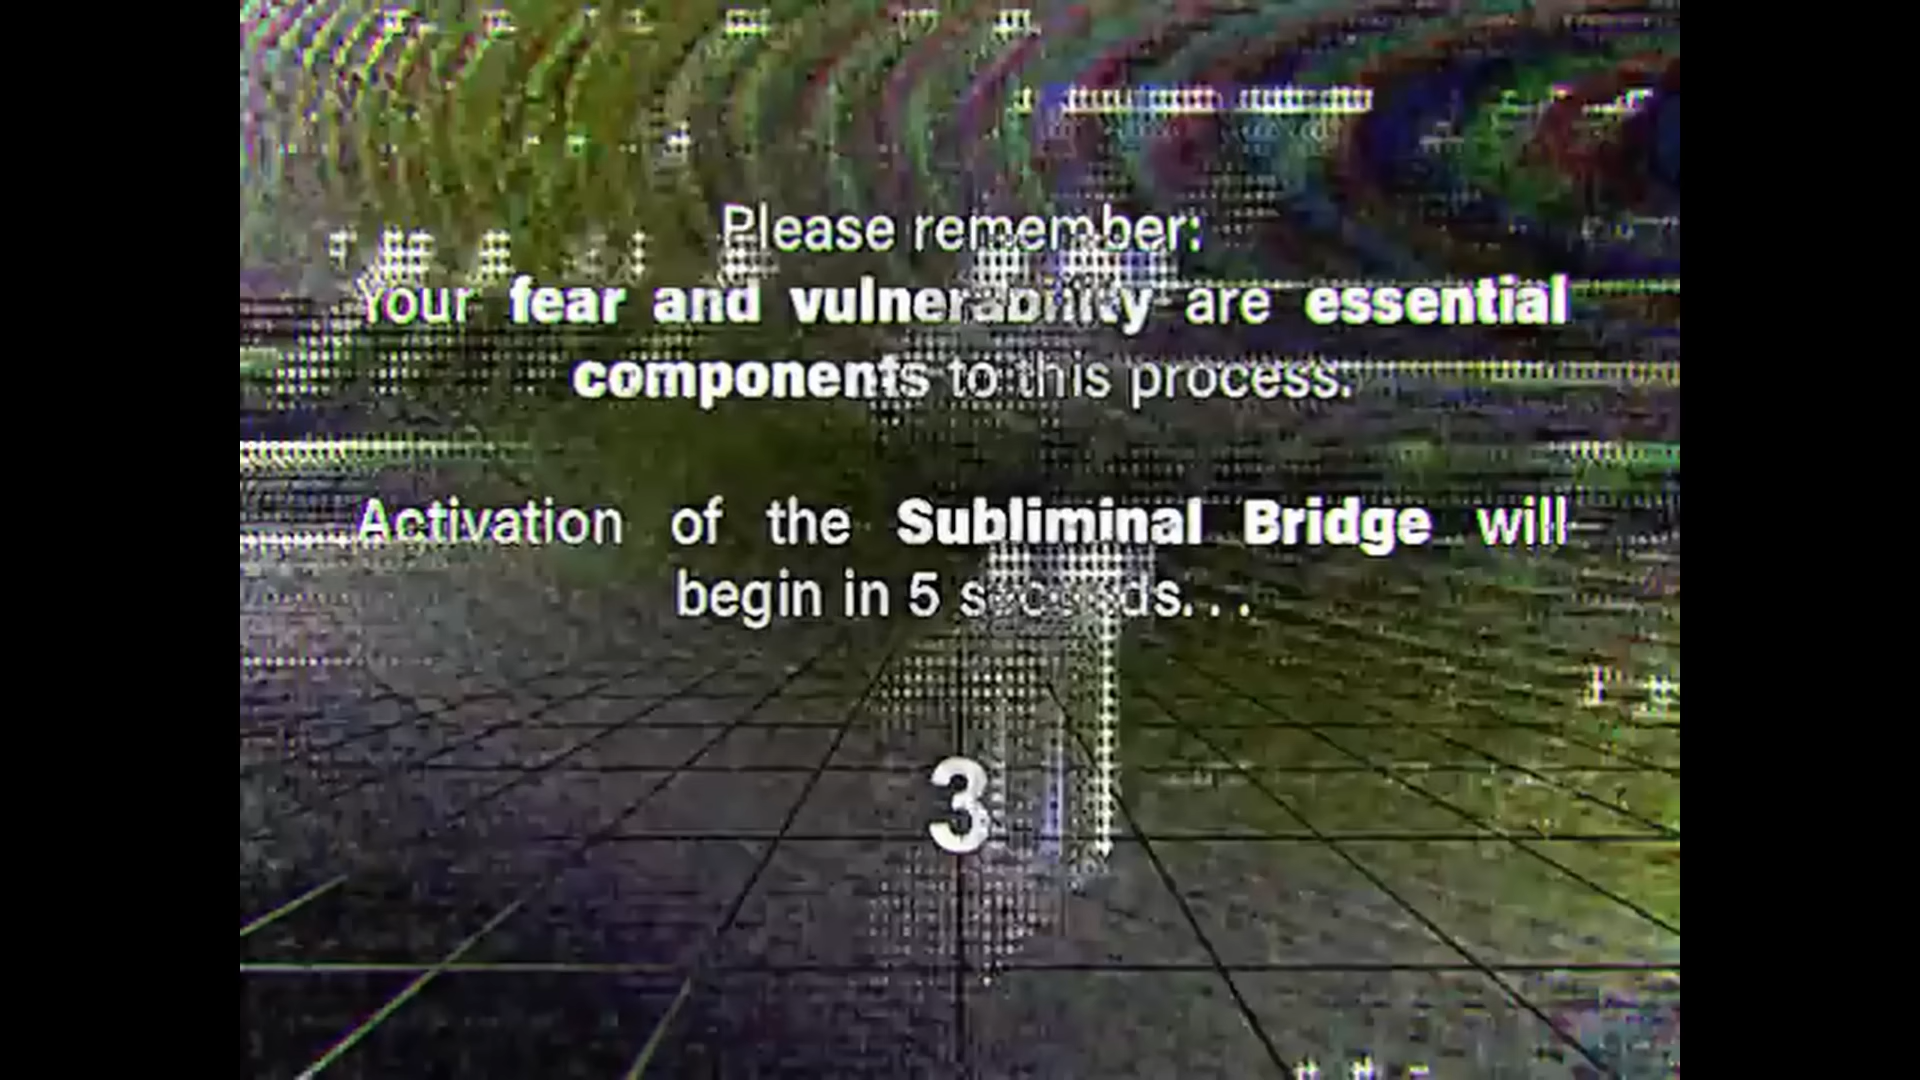 Please remember:
Your fear and vulnerability are essential
components to this process.
Activation of the Subliminal Bridge will
begin in 5 seconds...
3